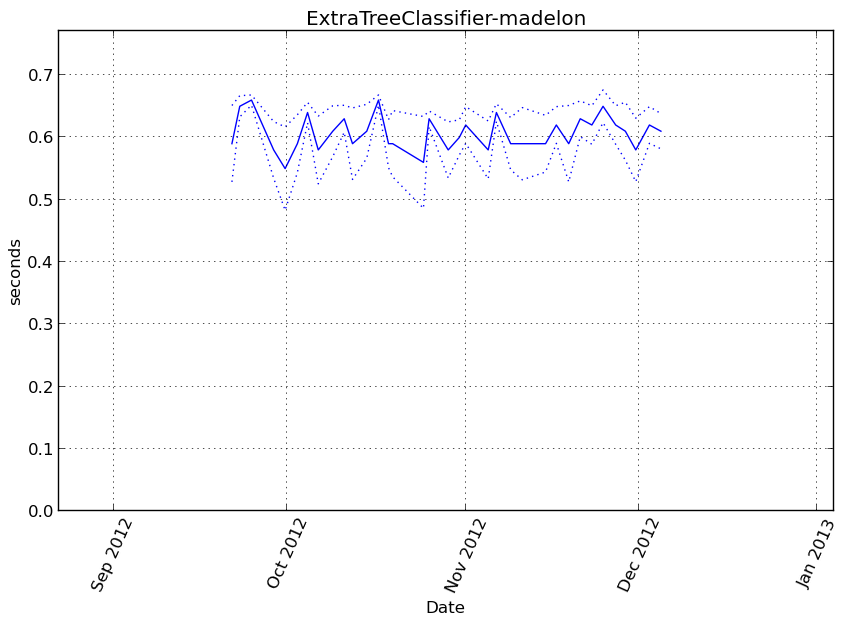 ExtraTreeClassifier-madelon
0.7
0.6
0.5
0.4
0.3
0.2
0.1
0.0
seconds
Sep 2012
Oct 2012
Nov 2012
Dec 2012
Jan 2013
Date